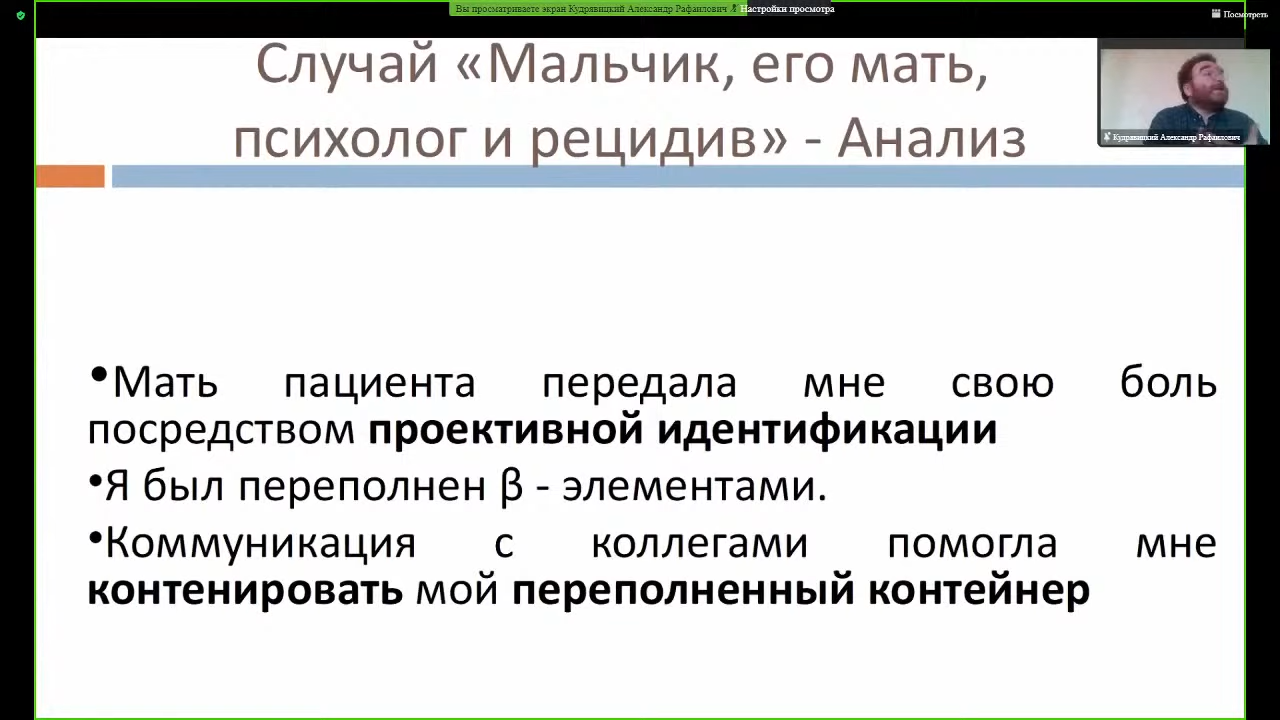 Вы просматриваете экран Кудрявицкий Александр Рафаилович
Настройки просмотра
Посмотреть
Случай «Мальчик, его мать,
психолог и рецидив» - Анализ
Кудрявицкий Александр Рафаилович
•Мать пациента передала мне свою боль
посредством проективной идентификации
•Я был переполнен β - элементами.
•Коммуникация с коллегами помогла мне
контенировать мой переполненный контейнер